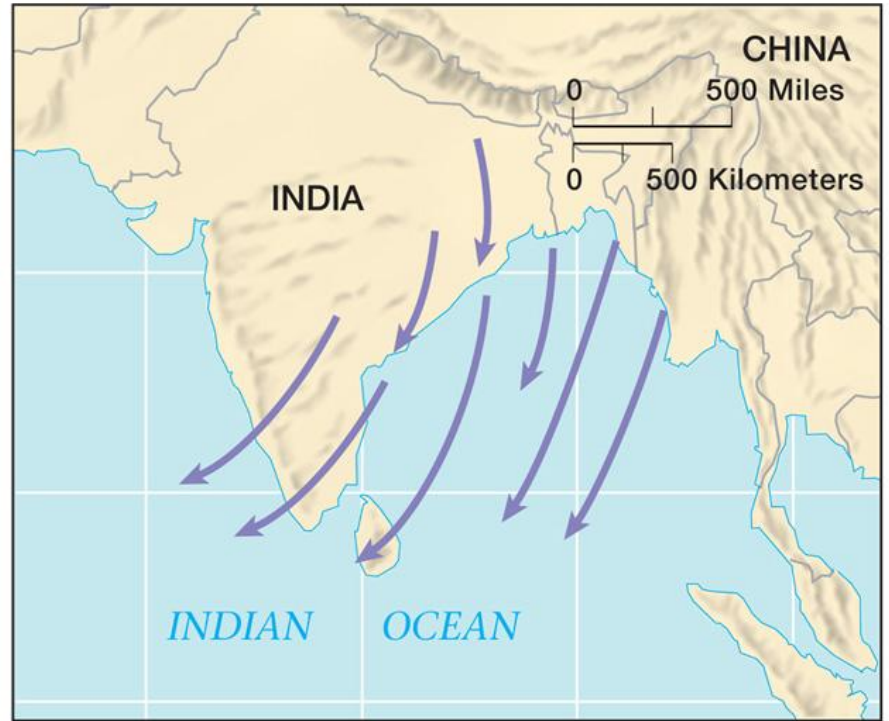 CHINA
0 500 Miles
0 500 Kilometers
INDIA
INDIAN OCEAN